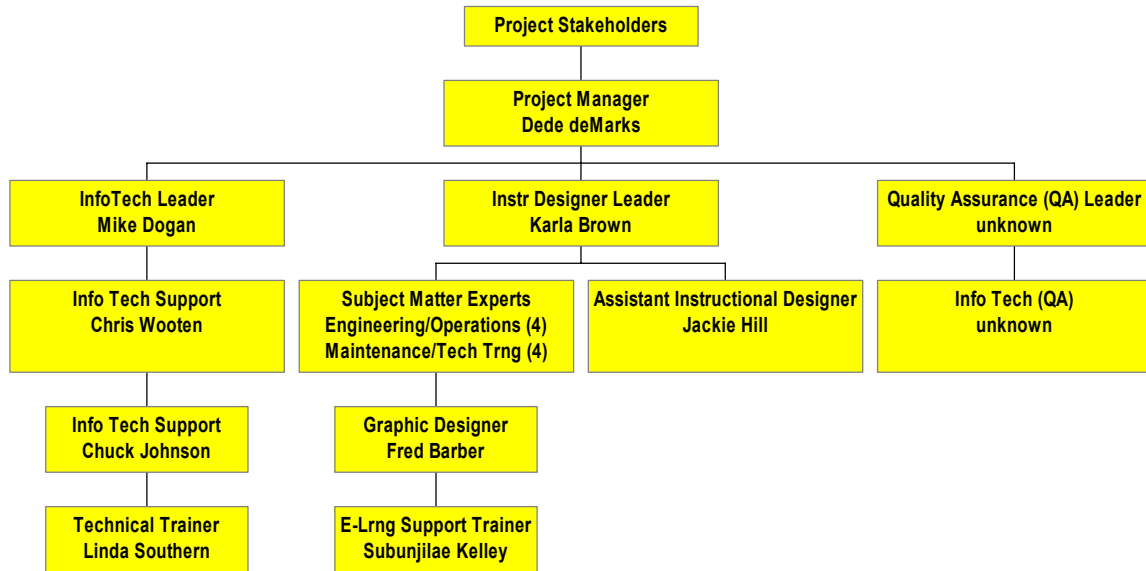 Project Stakeholders
Project Manager
Dede deMarks
InfoTech Leader
Mike Dogan
Instr Designer Leader
Karla Brown
Quality Assurance (QA) Leader
unknown
Info Tech Support
Chris Wooten
Subject Matter Experts
Engineering/Operations (4)
Maintenance/Tech Trng (4)
Assistant Instructional Designer
Jackie Hill
Info Tech (QA)
unknown
Info Tech Support
Chuck Johnson
Graphic Designer
Fred Barber
Technical Trainer
Linda Southern
E-Lrng Support Trainer
Subunjilae Kelley